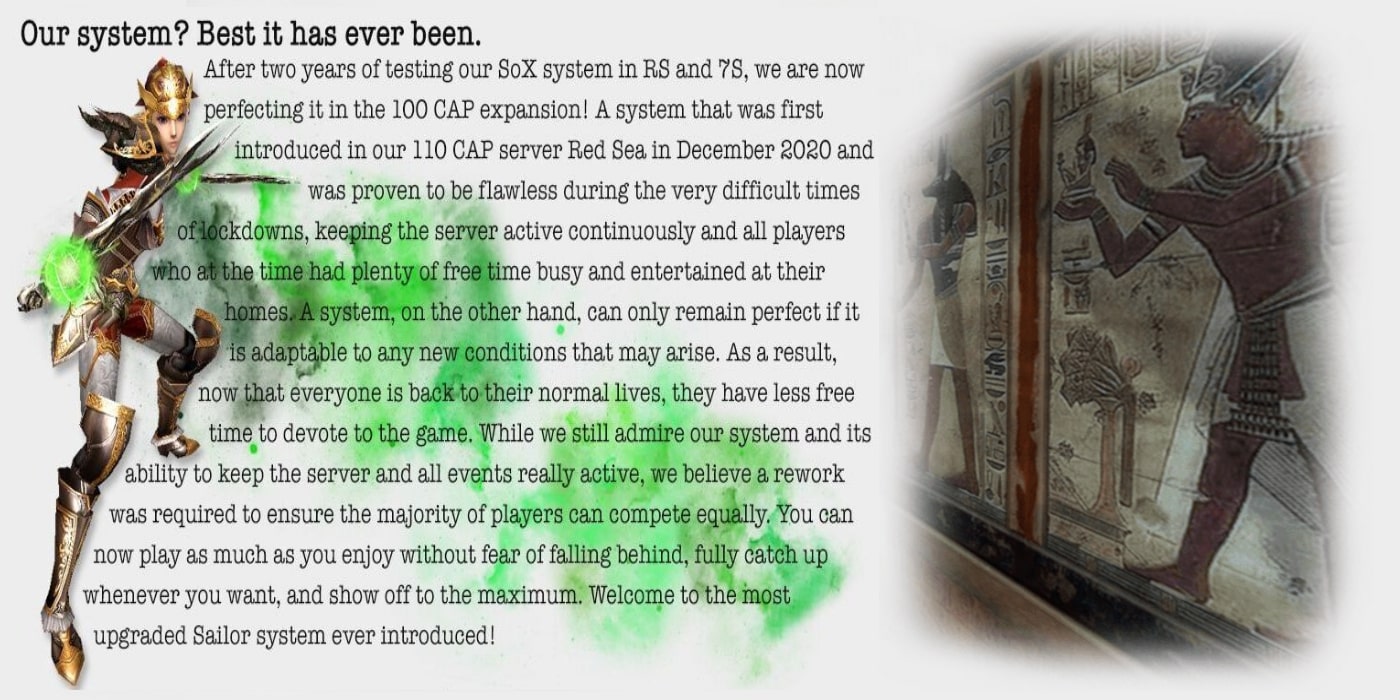 Our system? Best it has ever been.
After two years of testing our SoX system in RS and 7S, we are now
perfecting it in the 100 CAP expansion! A system that was first
introduced in our 110 CAP server Red Sea in December 2020 and
was proven to be flawless during the very difficult times
of lockdowns, keeping the server active continuously and all players
who at the time had plenty of free time busy and entertained at their
homes. A system, on the other hand, can only remain perfect if it
is adaptable to any new conditions that may arise. As a result,
now that everyone is back to their normal lives, they have less free
time to devote to the game. While we still admire our system and its
ability to keep the server and all events really active, we believe a rework
was required to ensure the majority of players can compete equally. You can
now play as much as you enjoy without fear of falling behind, fully catch up
whenever you want, and show off to the maximum. Welcome to the most
upgraded Sailor system ever introduced!